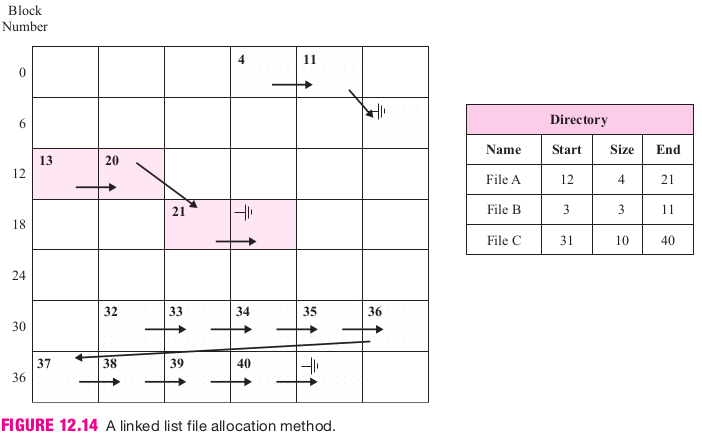 Block
Number
4 11
0
6
13 20
12
21
18
24
32 33 34 35 36
30
37 38 39 40
36
Directory
Name Start Size End
File A 12 4 21
File B 3 3 11
File C 31 10 40
FIGURE 12.14 A linked list file allocation method.